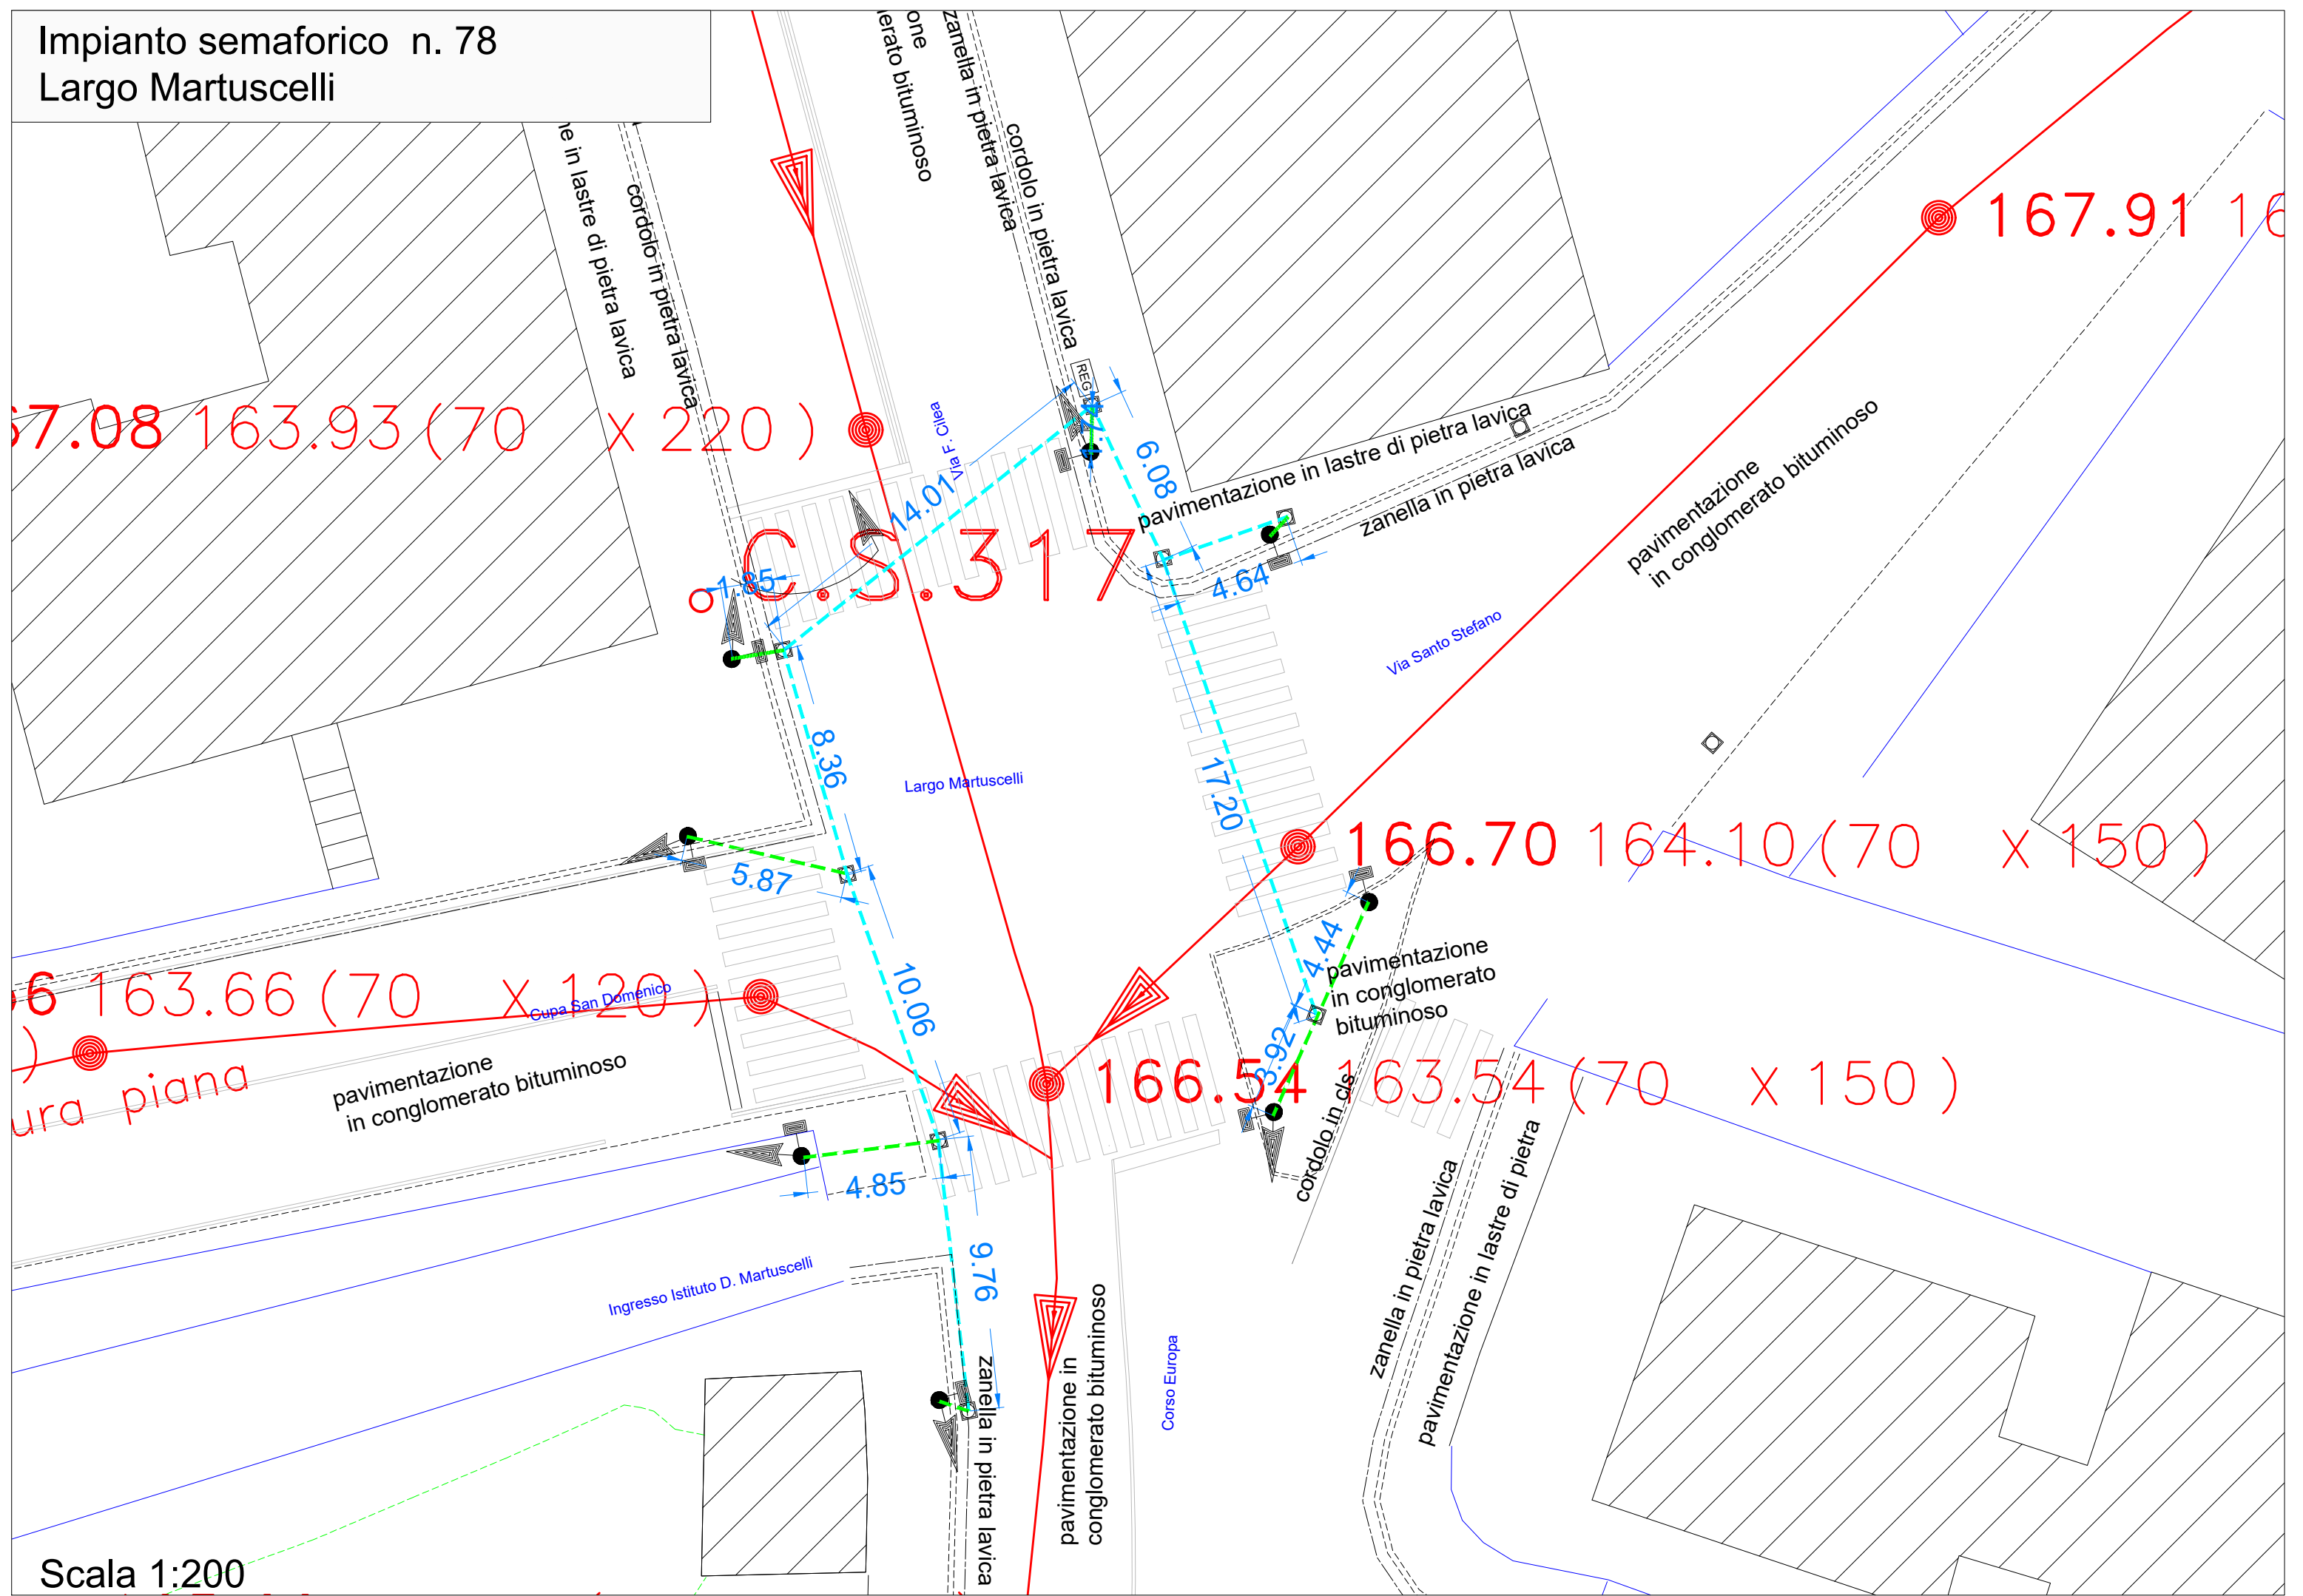 Impianto semaforico n. 78
Largo Martuscelli
conglomerato bituminoso
zanella in pietra lavica
cordolo in pietra lavica
ne in lastre di pietra lavica
cordolo in pietra lavica
167.91
67.08 163.93 (70 X 220 )
REG
Via F. Cilea
14.01
6.08
pavimentazione in lastre di pietra lavica
zanella in pietra lavica
pavimentazione
in conglomerato bituminoso
C.S.317
1.85
4.64
Via Santo Stefano
8.36
Largo Martuscelli
17.20
166.70 164.10 (70 X 150 )
5.87
4.44
pavimentazione
in conglomerato
bituminoso
10.06
66 163.66 (70 X 120 )
Cupa San Domenico
3.92
166.54 163.54 (70 X 150 )
ura piana
pavimentazione
in conglomerato bituminoso
cordolo in cls
4.85
9.76
Ingresso Istituto D. Martuscelli
zanella in pietra lavica
pavimentazione in lastre di pietra
zanella in pietra lavica
pavimentazione in
conglomerato bituminoso
Corso Europa
Scala 1:200